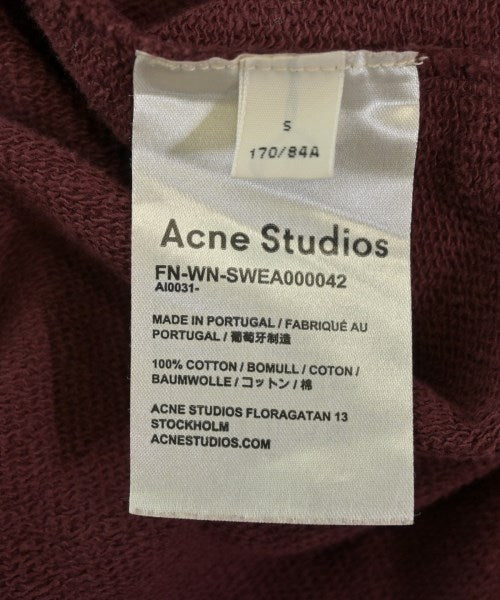 S
170/84A
Acne Studios
FN-WN-SWEA000042
AI0031-
MADE IN PORTUGAL / FABRIQUÉ AU
PORTUGAL / 葡萄牙制造
100% COTTON / BOMULL / COTON /
BAUMWOLLE / コットン / 棉
ACNE STUDIOS FLORAGATAN 13
STOCKHOLM
ACNESTUDIOS.COM